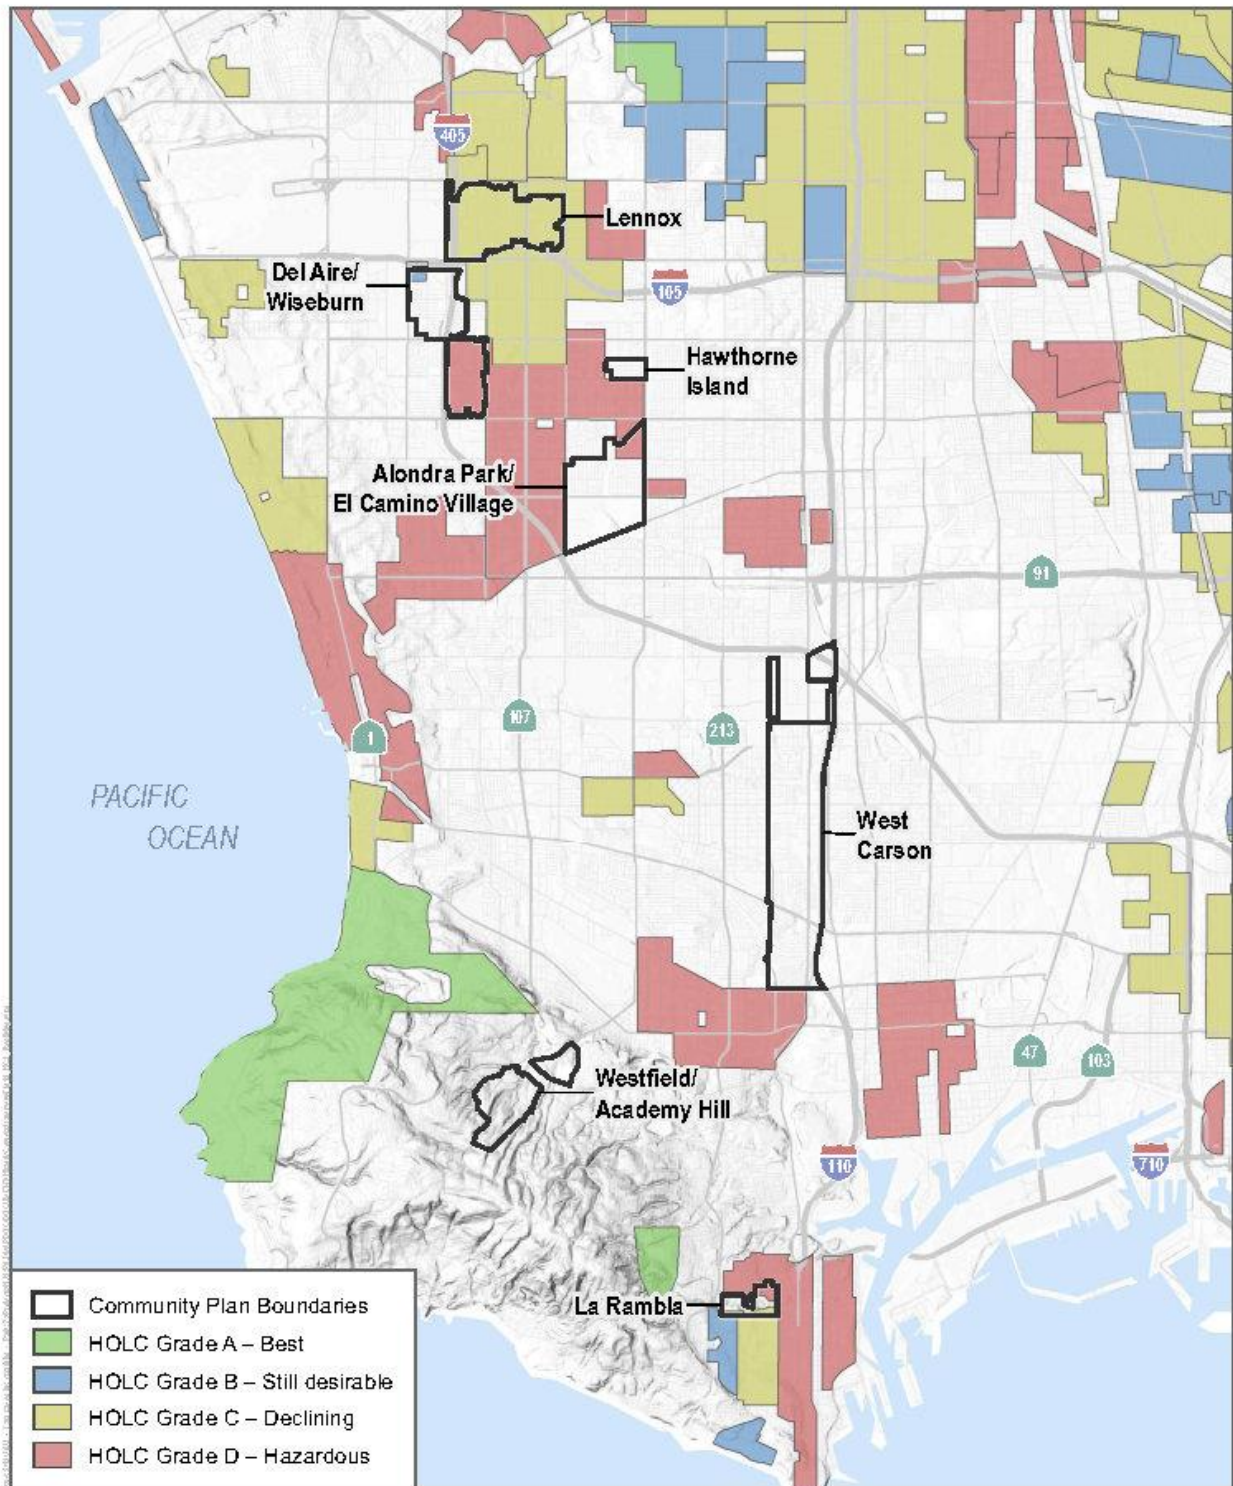 405
Lennox
Del Aire/
Wiseburn
105
Hawthorne
Island
Alondra Park/
El Camino Village
91
107
213
1
PACIFIC
OCEAN
West
Carson
47
103
Westfield/
Academy Hill
110
710
La Rambla
Community Plan Boundaries
HOLC Grade A – Best
HOLC Grade B – Still desirable
HOLC Grade C – Declining
HOLC Grade D – Hazardous